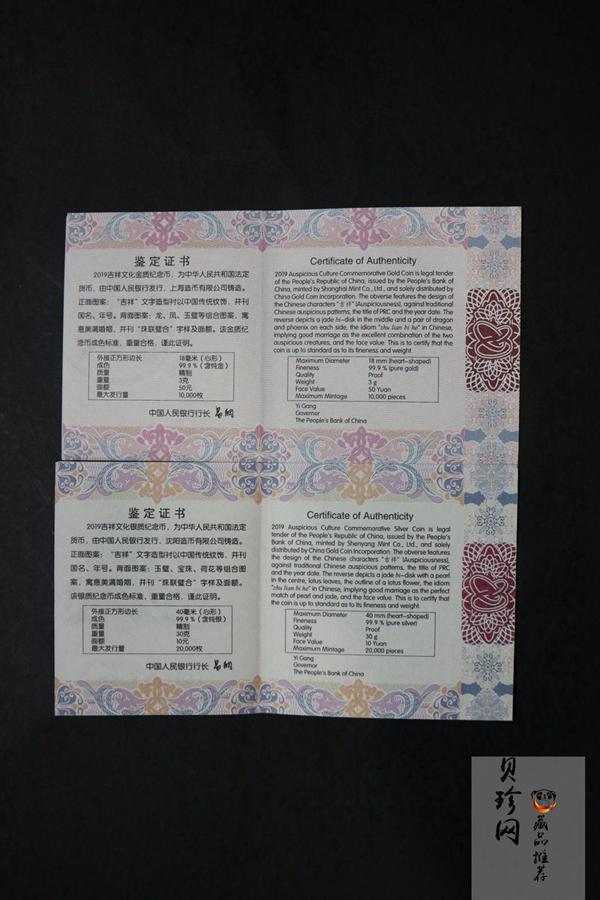 鉴定证书
2019吉祥文化金质纪念币，为中华人民共和国法定
货币，由中国人民银行发行，上海造币有限公司铸造。
正面图案：“吉祥”文字造型衬以中国传统纹饰，并刊
国名、年号。背面图案：龙、凤、玉璧等组合图案，寓
意美满婚姻，并刊“珠联璧合”字样及面额。该金质纪
念币成色标准，重量合格，谨此证明。
外接正方形边长 18毫米（心形）
成色 99.9％（含纯金）
质量 精制
重量 3克
面额 50元
最大发行量 10,000枚
中国人民银行行长 易纲
Certificate of Authenticity
2019 Auspicious Culture Commemorative Gold Coin is legal tender
of the People's Republic of China, issued by the People's Bank of
China, minted by Shanghai Mint Co., Ltd., and solely distributed by
China Gold Coin Incorporation. The obverse features the design of
the Chinese characters "吉祥" (Auspiciousness), against traditional
Chinese auspicious patterns, the title of PRC and the year date. The
reverse depicts a jade bi-disk in the middle and a pair of dragon
and phoenix on each side, the idiom "zhu lian bi he" in Chinese,
implying good marriage as the excellent combination of the two
auspicious creatures, and the face value. This is to certify that the
coin is up to standard as to its fineness and weight.
Maximum Diameter 18 mm (heart-shaped)
Fineness 99.9% (pure gold)
Quality Proof
Weight 3 g
Face Value 50 Yuan
Maximum Mintage 10,000 pieces
Yi Gang
Governor
The People's Bank of China
鉴定证书
2019吉祥文化银质纪念币，为中华人民共和国法定
货币，由中国人民银行发行，沈阳造币有限公司铸造。
正面图案：“吉祥”文字造型衬以中国传统纹饰，并刊
国名、年号。背面图案：玉璧、宝珠、荷花等组合图
案，寓意美满婚姻，并刊“珠联璧合”字样及面额。
该银质纪念币成色标准，重量合格，谨此证明。
外接正方形边长 40毫米（心形）
成色 99.9％（含纯银）
质量 精制
重量 30克
面额 10元
最大发行量 20,000枚
中国人民银行行长 易纲
Certificate of Authenticity
2019 Auspicious Culture Commemorative Silver Coin is legal
tender of the People's Republic of China, issued by the People's
Bank of China, minted by Shenyang Mint Co., Ltd., and solely
distributed by China Gold Coin Incorporation. The obverse features
the design of the Chinese characters "吉祥" (Auspiciousness),
against traditional Chinese auspicious patterns, the title of PRC
and the year date. The reverse depicts a jade bi-disk with a pearl
in the centre, lotus leaves, the outline of a lotus flower, the idiom
"zhu lian bi he" in Chinese, implying good marriage as the perfect
match of pearl and jade, and the face value. This is to certify that
the coin is up to standard as to its fineness and weight.
Maximum Diameter 40 mm (heart-shaped)
Fineness 99.9% (pure silver)
Quality Proof
Weight 30 g
Face Value 10 Yuan
Maximum Mintage 20,000 pieces
Yi Gang
Governor
The People's Bank of China
贝珍网
藏品推荐